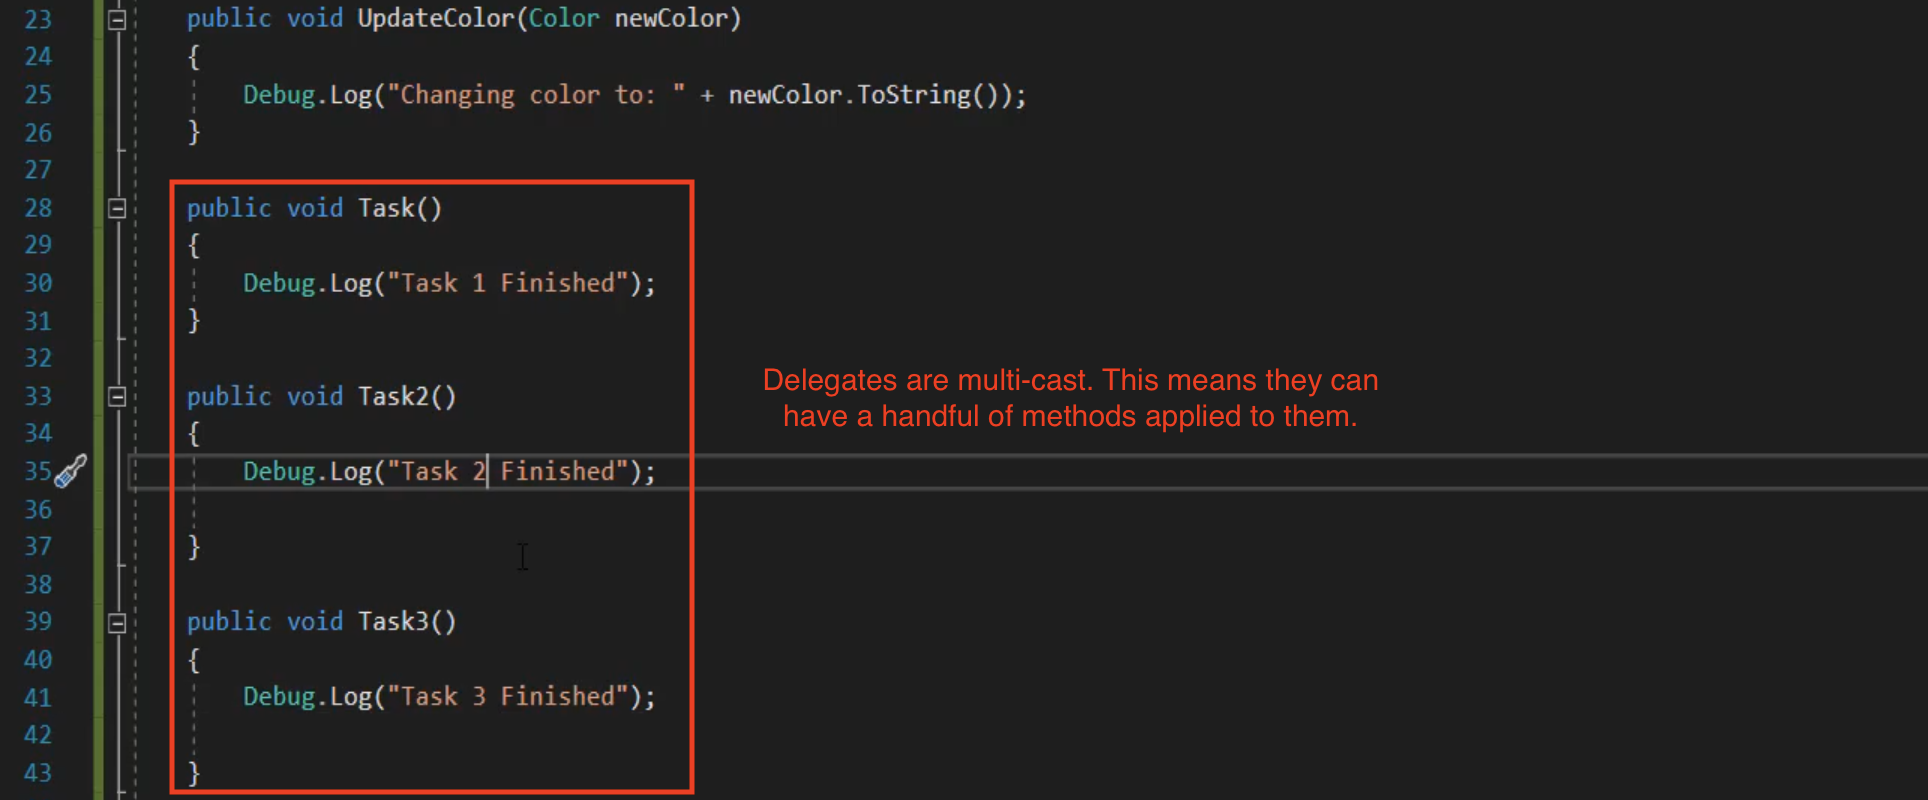 23 public void UpdateColor(Color newColor)
24 {
25 Debug.Log("Changing color to: " + newColor.ToString());
26 }
27
28 public void Task()
29 {
30 Debug.Log("Task 1 Finished");
31 }
32
33 public void Task2()
34 {
Delegates are multi-cast. This means they can
have a handful of methods applied to them.
35 Debug.Log("Task 2 Finished");
36
37 }
38
39 public void Task3()
40 {
41 Debug.Log("Task 3 Finished");
42
43 }